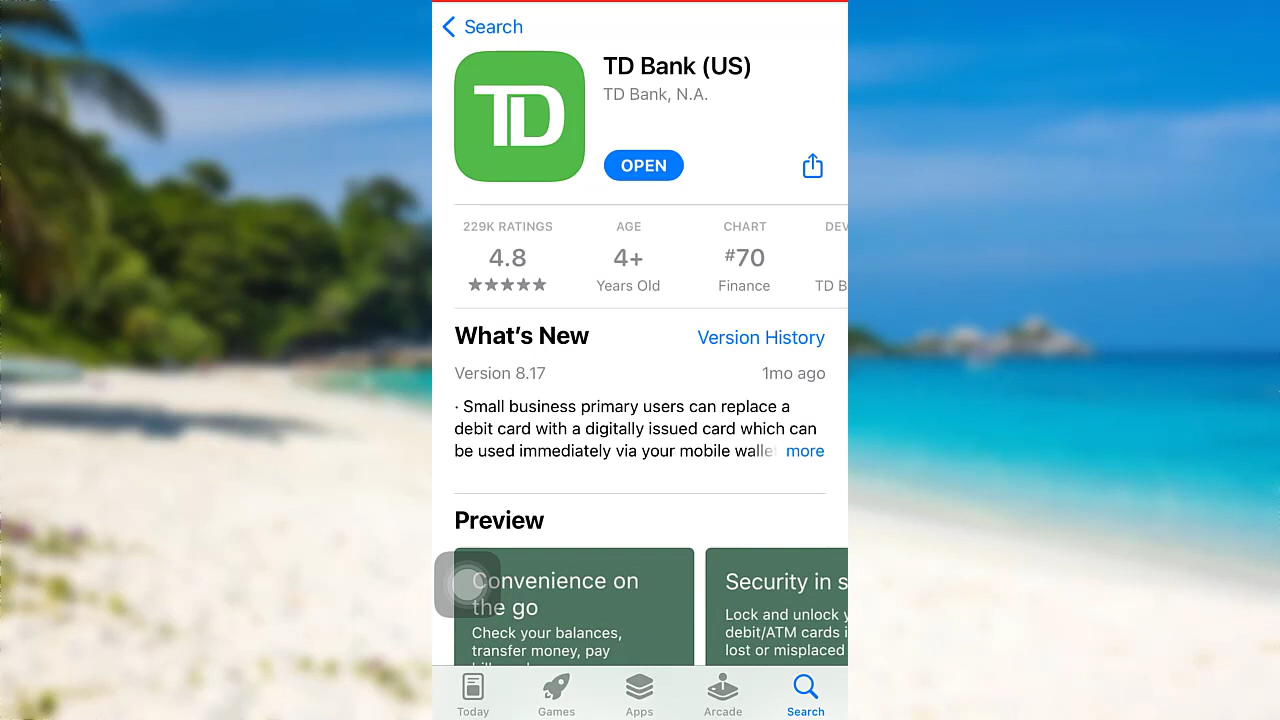 Search
TD Bank (US)
TD
TD Bank, N.A.
OPEN
229K RATINGS
AGE
CHART
DEV
4.8
4+
#70
Years Old
Finance
TD B
What's New
Version History
Version 8.17
1mo ago
· Small business primary users can replace a
debit card with a digitally issued card which can
be used immediately via your mobile wallet
more
Preview
Convenience on
the go
Check your balances,
transfer money, pay
Security in s
Lock and unlock y
debit/ATM cards i
lost or misplaced
Today
Games
Apps
Arcade
Search